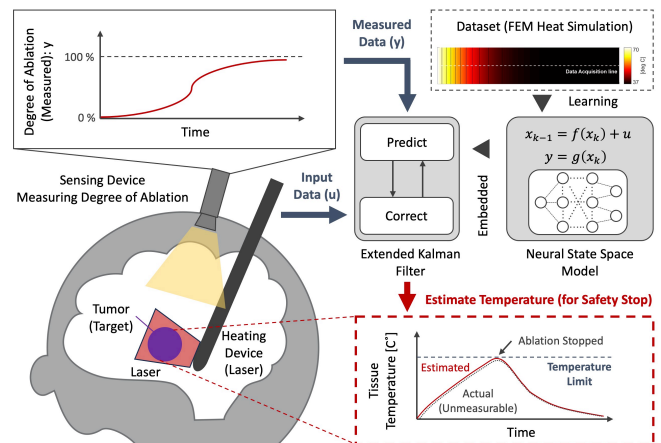 Degree of Ablation
(Measured): y
100 %
0 %
Time
Measured
Data (y)
Dataset (FEM Heat Simulation)
70
[deg C]
37
Data Acquisition line
Learning
Predict
Correct
Extended Kalman
Filter
Embedded
x_{k-1} = f(x_k) + u
y = g(x_k)
Neural State Space
Model
Sensing Device
Measuring Degree of Ablation
Input
Data (u)
Tumor
(Target)
Laser
Heating
Device
(Laser)
Estimate Temperature (for Safety Stop)
Tissue
Temperature [C°]
Ablation Stopped
Estimated
Temperature
Limit
Actual
(Unmeasurable)
Time